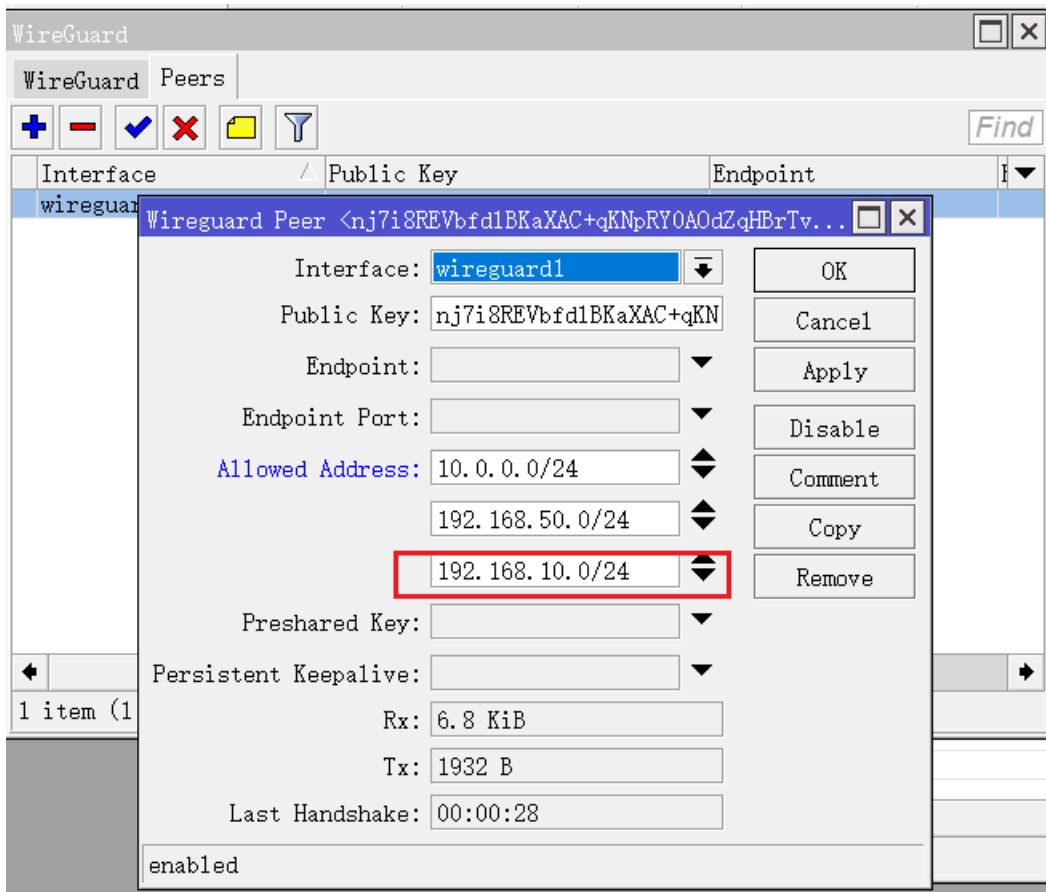 WireGuard
WireGuard Peers
Find
Interface Public Key Endpoint
wireguar
Wireguard Peer <nj7i8REVbfd1BKaXAC+qKNpRY0AOdZqHBrTv...
Interface: wireguard1 OK
Public Key: nj7i8REVbfd1BKaXAC+qKN Cancel
Endpoint: Apply
Endpoint Port: Disable
Allowed Address: 10.0.0.0/24 Comment
192.168.50.0/24 Copy
192.168.10.0/24 Remove
Preshared Key:
Persistent Keepalive:
1 item (1
Rx: 6.8 KiB
Tx: 1932 B
Last Handshake: 00:00:28
enabled